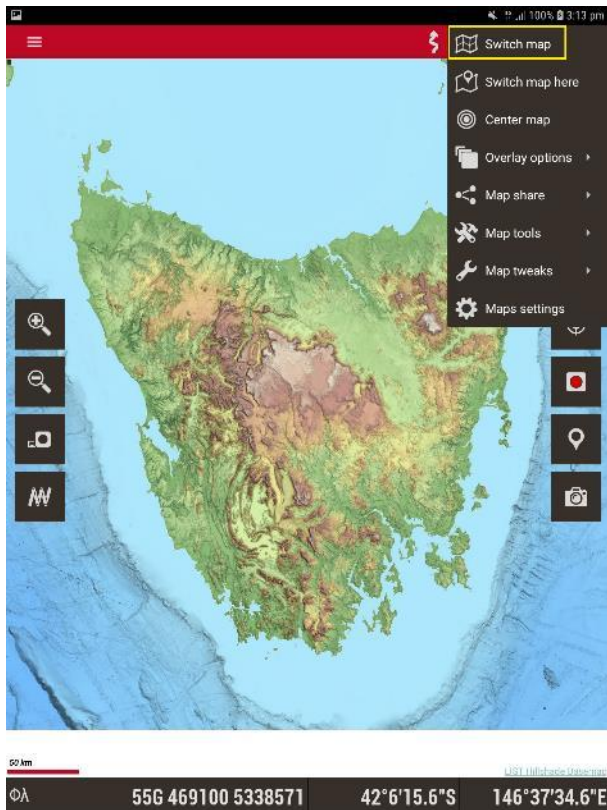 100% 3:13 pm
Switch map
Switch map here
Center map
Overlay options
Map share
Map tools
Map tweaks
Maps settings
50 km
LIST Hillshade Basemap
Φλ 55G 469100 5338571 42°6'15.6"S 146°37'34.6"E